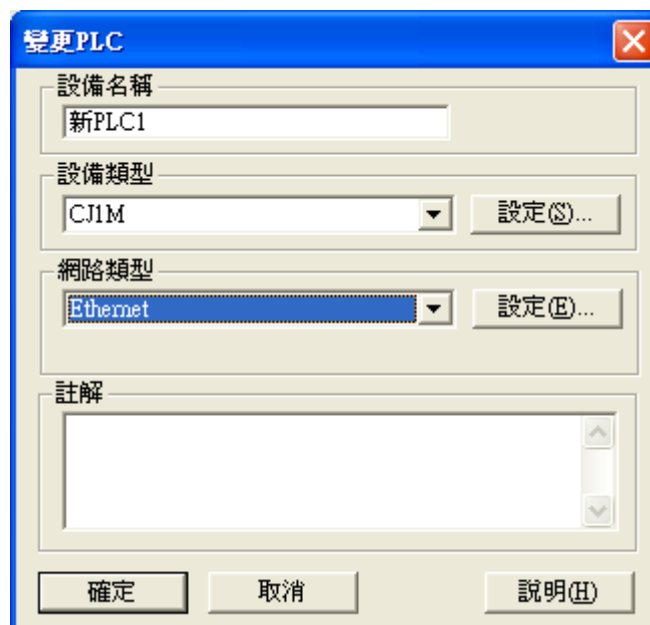 變更PLC
設備名稱
新PLC1
設備類型
CJ1M
設定(S)...
網路類型
Ethernet
設定(E)...
註解
確定
取消
說明(H)